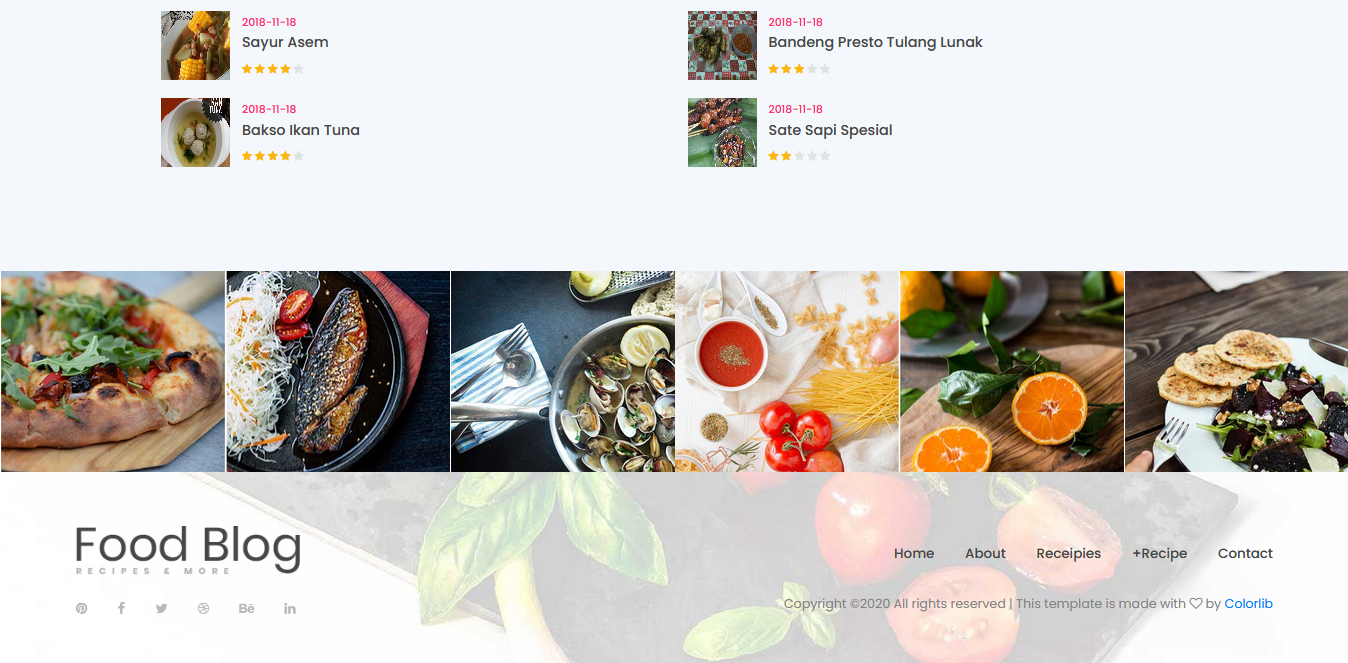 2018-11-18
Sayur Asem
2018-11-18
Bandeng Presto Tulang Lunak
2018-11-18
Bakso Ikan Tuna
2018-11-18
Sate Sapi Spesial
Food Blog
RECIPES & MORE
Home About Receipies +Recipe Contact
Copyright ©2020 All rights reserved | This template is made with ♡ by Colorlib